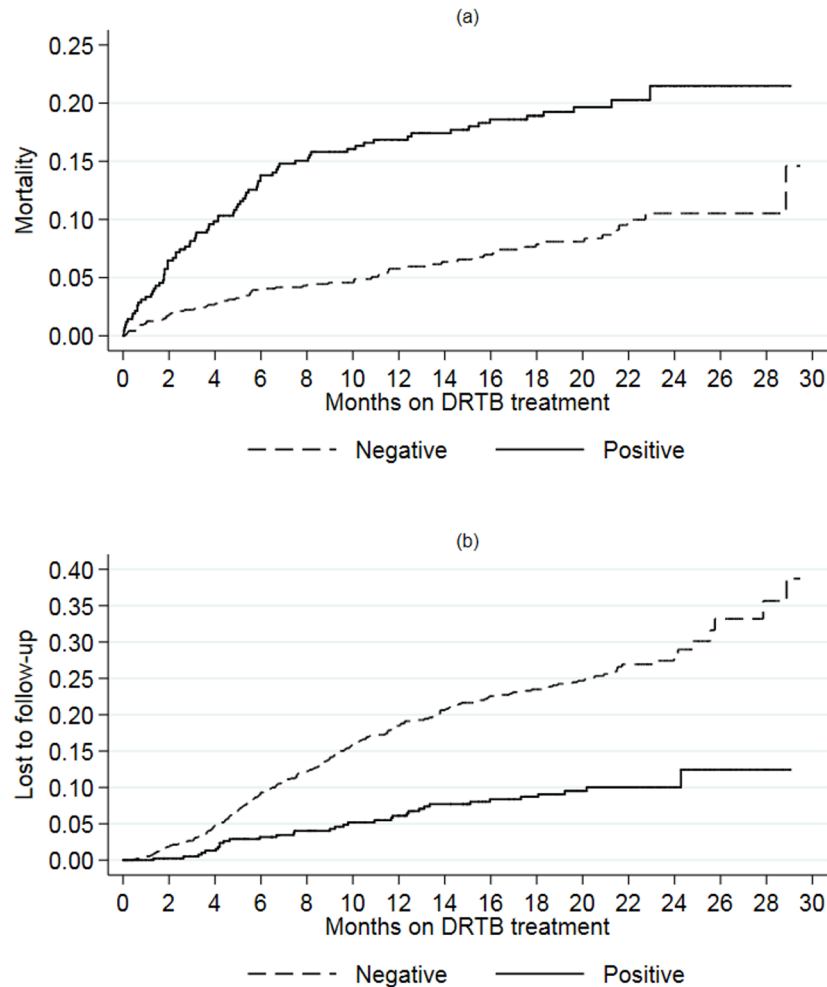 (a)
Mortality
0.25
0.20
0.15
0.10
0.05
0.00
0 2 4 6 8 10 12 14 16 18 20 22 24 26 28 30
Months on DRTB treatment
Negative Positive
(b)
Lost to follow-up
0.40
0.35
0.30
0.25
0.20
0.15
0.10
0.05
0.00
0 2 4 6 8 10 12 14 16 18 20 22 24 26 28 30
Months on DRTB treatment
Negative Positive